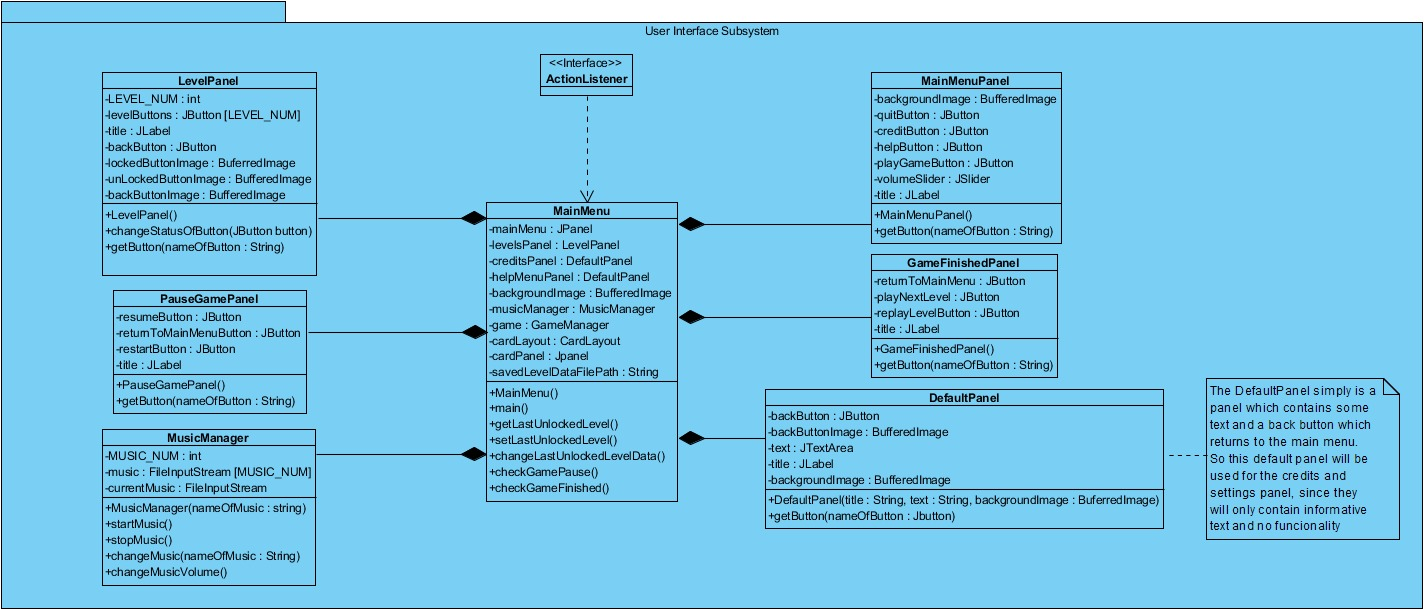 User Interface Subsystem
<<Interface>>
ActionListener
LevelPanel
-LEVEL_NUM : int
-levelButtons : JButton [LEVEL_NUM]
-title : JLabel
-backButton : JButton
-lockedButtonImage : BuferredImage
-unLockedButtonImage : BufferedImage
-backButtonImage : BufferedImage
+LevelPanel()
+changeStatusOfButton(JButton button)
+getButton(nameOfButton : String)
PauseGamePanel
-resumeButton : JButton
-returnToMainMenuButton : JButton
-restartButton : JButton
-title : JLabel
+PauseGamePanel()
+getButton(nameOfButton : String)
MusicManager
-MUSIC_NUM : int
-music : FileInputStream [MUSIC_NUM]
-currentMusic : FileInputStream
+MusicManager(nameOfMusic : string)
+startMusic()
+stopMusic()
+changeMusic(nameOfMusic : String)
+changeMusicVolume()
MainMenu
-mainMenu : JPanel
-levelsPanel : LevelPanel
-creditsPanel : DefaultPanel
-helpMenuPanel : DefaultPanel
-backgroundImage : BufferedImage
-musicManager : MusicManager
-game : GameManager
-cardLayout : CardLayout
-cardPanel : Jpanel
-savedLevelDataFilePath : String
+MainMenu()
+main()
+getLastUnlockedLevel()
+setLastUnlockedLevel()
+changeLastUnlockedLevelData()
+checkGamePause()
+checkGameFinished()
MainMenuPanel
-backgroundImage : BufferedImage
-quitButton : JButton
-creditButton : JButton
-helpButton : JButton
-playGameButton : JButton
-volumeSlider : JSlider
-title : JLabel
+MainMenuPanel()
+getButton(nameOfButton : String)
GameFinishedPanel
-returnToMainMenu : JButton
-playNextLevel : JButton
-replayLevelButton : JButton
-title : JLabel
+GameFinishedPanel()
+getButton(nameOfButton : String)
DefaultPanel
-backButton : JButton
-backButtonImage : BufferedImage
-text : JTextArea
-title : JLabel
-backgroundImage : BufferedImage
+DefaultPanel(title : String, text : String, backgroundImage : BuferredImage)
+getButton(nameOfButton : Jbutton)
The DefaultPanel simply is a
panel which contains some
text and a back button which
returns to the main menu.
So this default panel will be
used for the credits and
settings panel, since they
will only contain informative
text and no funcionality